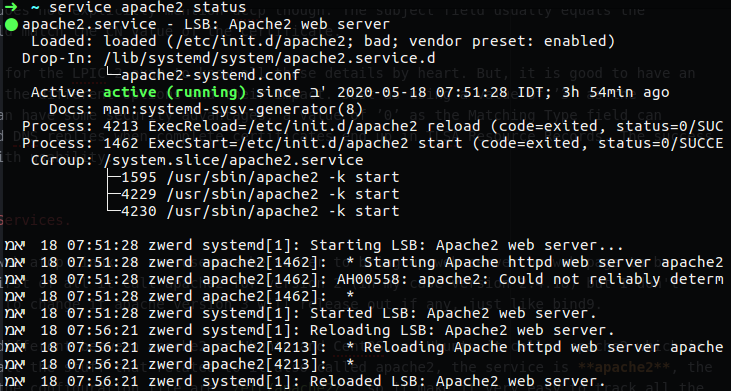 ➜ ~ service apache2 status
● apache2.service - LSB: Apache2 web server
Loaded: loaded (/etc/init.d/apache2; bad; vendor preset: enabled)
Drop-In: /lib/systemd/system/apache2.service.d
└─apache2-systemd.conf
Active: active (running) since ב' 2020-05-18 07:51:28 IDT; 3h 54min ago
Docs: man:systemd-sysv-generator(8)
Process: 4213 ExecReload=/etc/init.d/apache2 reload (code=exited, status=0/SUC
Process: 1462 ExecStart=/etc/init.d/apache2 start (code=exited, status=0/SUCCE
CGroup: /system.slice/apache2.service
├─1595 /usr/sbin/apache2 -k start
├─4229 /usr/sbin/apache2 -k start
└─4230 /usr/sbin/apache2 -k start
מאי 18 07:51:28 zwerd systemd[1]: Starting LSB: Apache2 web server...
מאי 18 07:51:28 zwerd apache2[1462]: * Starting Apache httpd web server apache2
מאי 18 07:51:28 zwerd apache2[1462]: AH00558: apache2: Could not reliably determ
מאי 18 07:51:28 zwerd apache2[1462]: *
מאי 18 07:51:28 zwerd systemd[1]: Started LSB: Apache2 web server.
מאי 18 07:56:21 zwerd systemd[1]: Reloading LSB: Apache2 web server.
מאי 18 07:56:21 zwerd apache2[4213]: * Reloading Apache httpd web server apache
מאי 18 07:56:21 zwerd apache2[4213]: *
מאי 18 07:56:21 zwerd systemd[1]: Reloaded LSB: Apache2 web server.